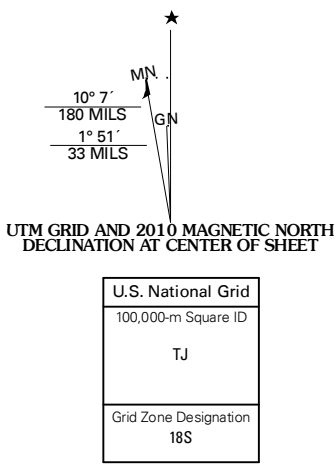 MN
10° 7´
180 MILS
GN
1° 51´
33 MILS
UTM GRID AND 2010 MAGNETIC NORTH
DECLINATION AT CENTER OF SHEET
U.S. National Grid
100,000-m Square ID
TJ
Grid Zone Designation
18S